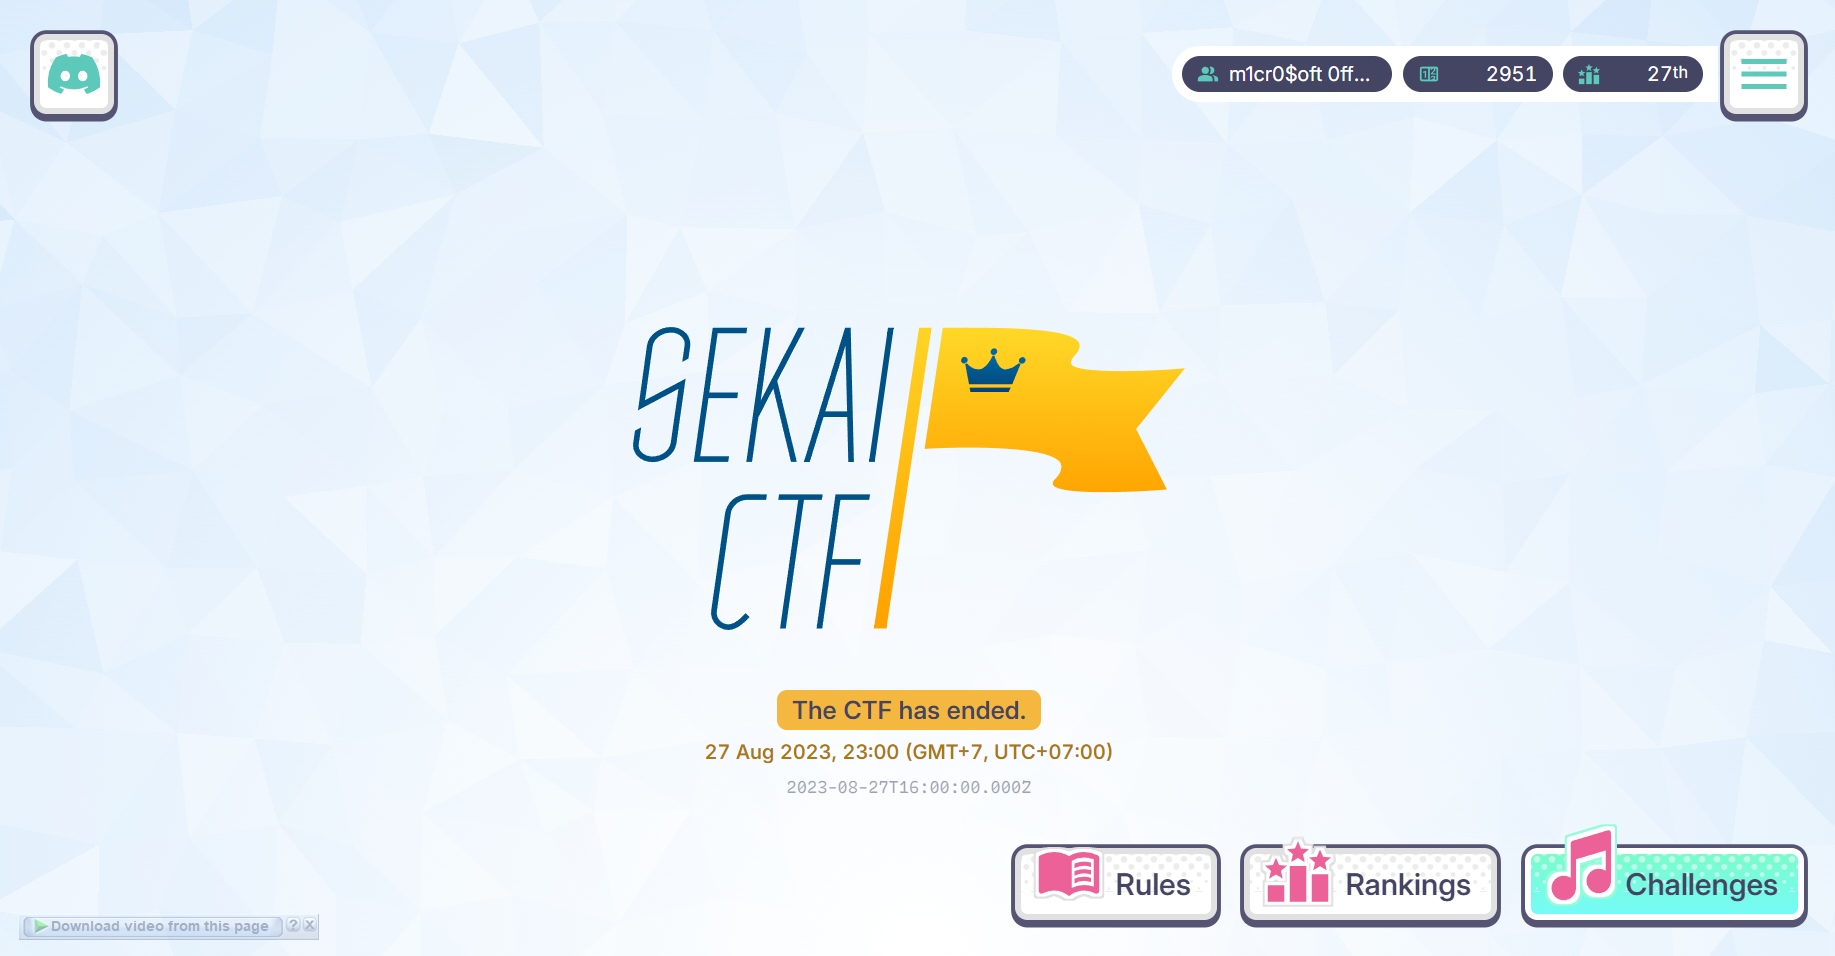 m1cr0$oft 0ff...
2951
27th
SEKAI
CTF
The CTF has ended.
27 Aug 2023, 23:00 (GMT+7, UTC+07:00)
2023-08-27T16:00:00.000Z
Rules
Rankings
Challenges
Download video from this page
?
X